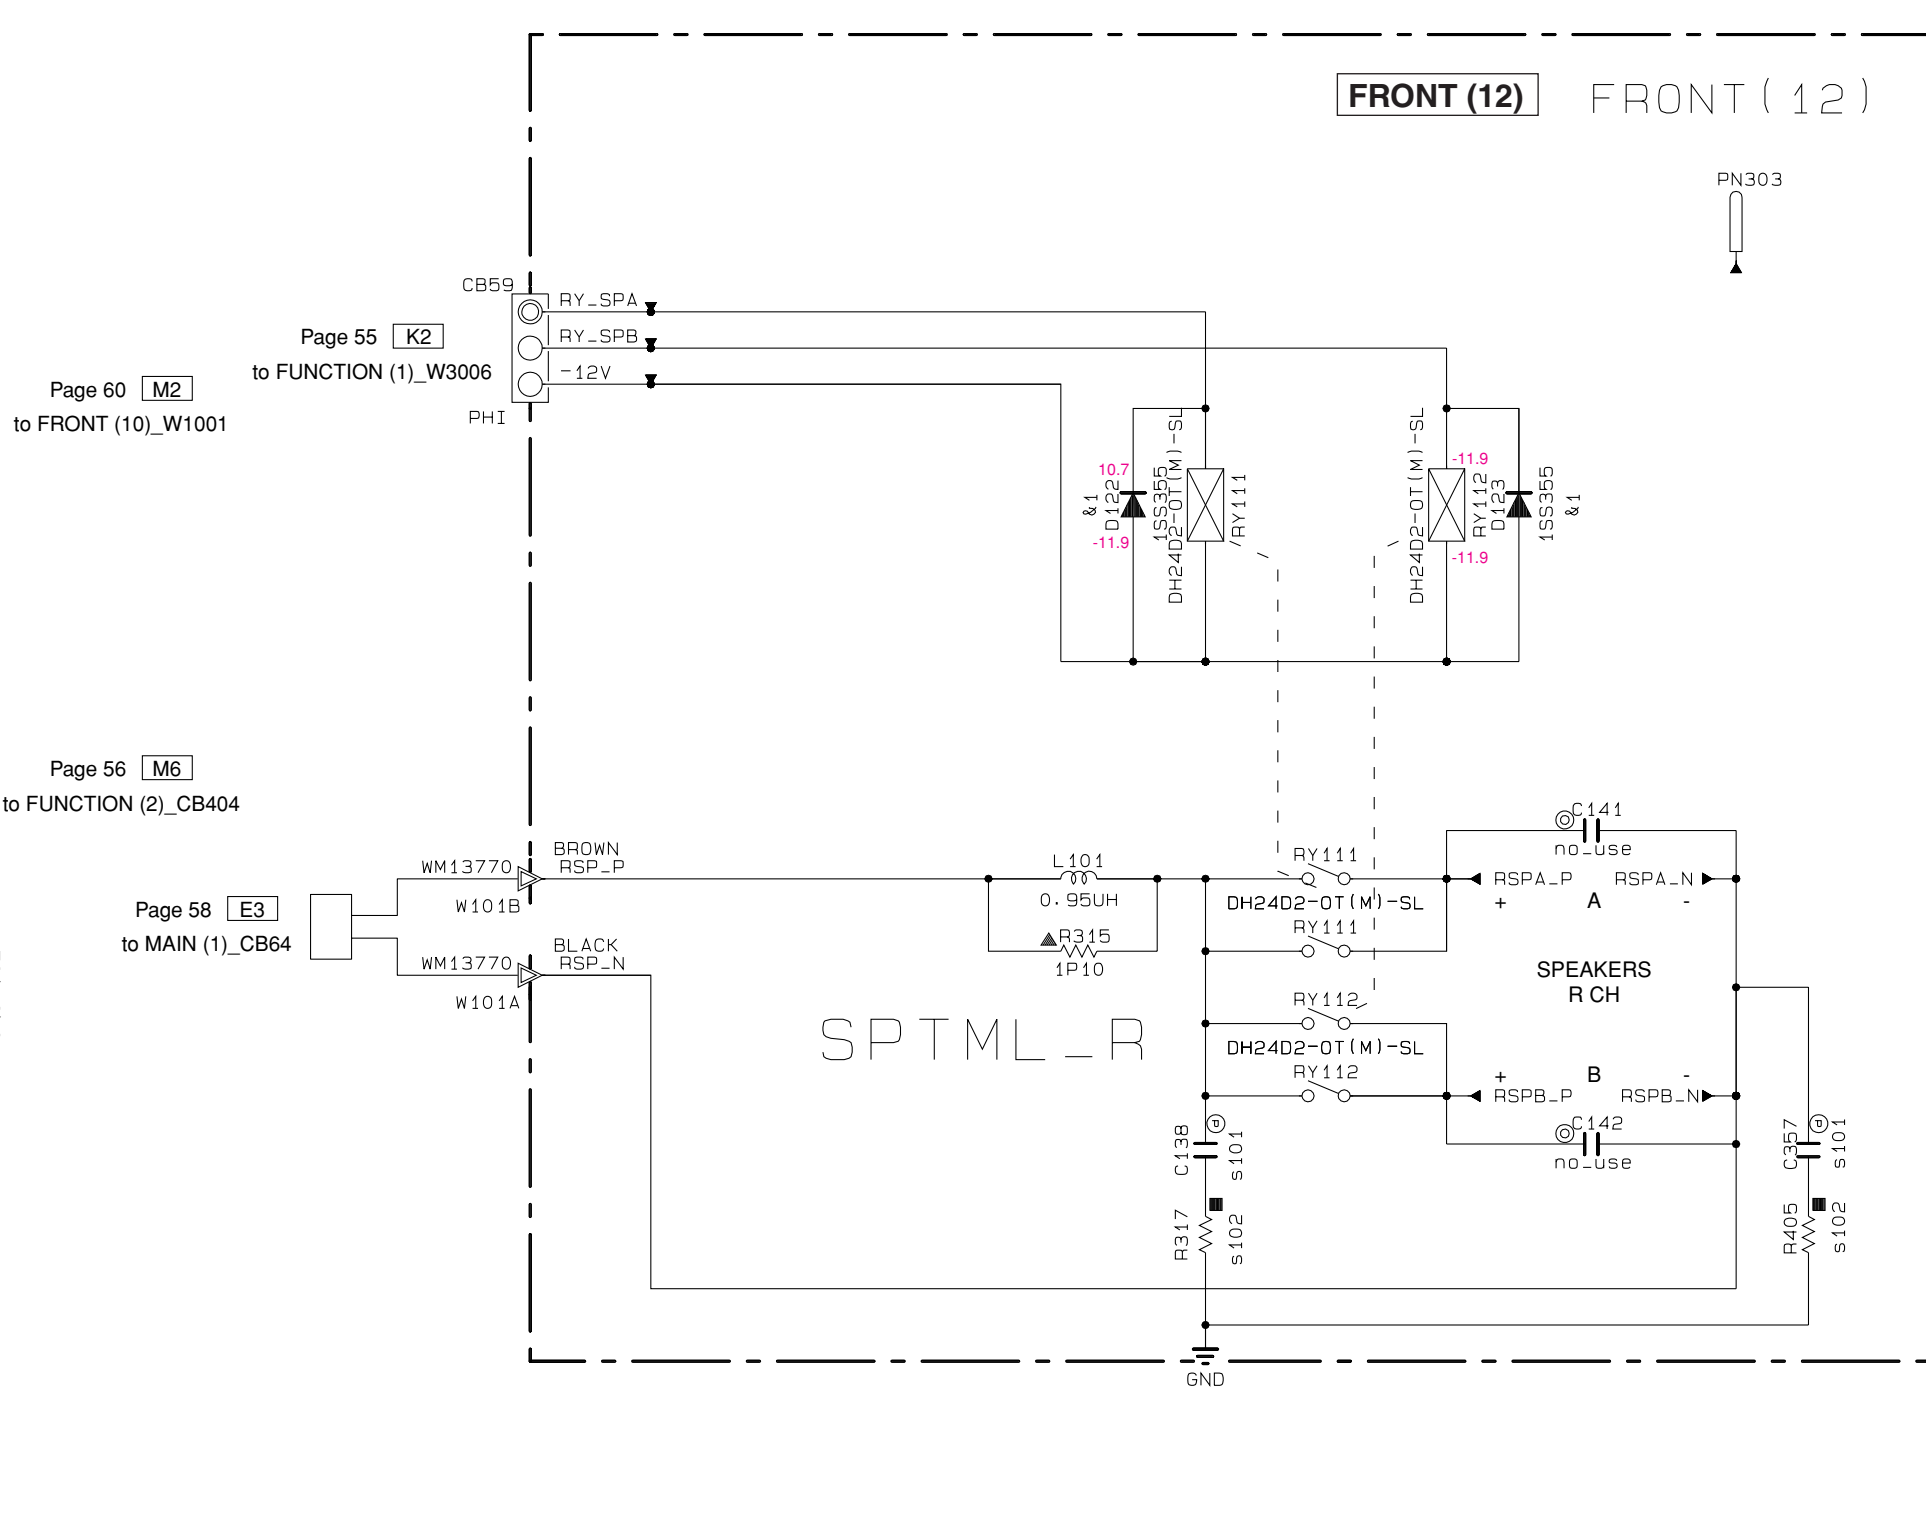 FRONT (12)
FRONT(12)
PN303
CB59
RY_SPA
RY_SPB
-12V
PHI
Page 55 K2
to FUNCTION (1)_W3006
Page 60 M2
to FRONT (10)_W1001
10.7
-11.9
&1
D122
1SS355
DH24D2-OT(M)-SL
RY111
DH24D2-OT(M)-SL
-11.9
-11.9
RY112
D123
1SS355
&1
Page 56 M6
to FUNCTION (2)_CB404
Page 58 E3
to MAIN (1)_CB64
WM13770
BROWN
RSP_P
W101B
BLACK
WM13770
RSP_N
W101A
L101
0.95UH
R315
1P10
SPTML_R
RY111
DH24D2-OT(M)-SL
RY111
RY112
DH24D2-OT(M)-SL
RY112
C141
no_use
RSPA_P RSPA_N
+ A -
SPEAKERS
R CH
+ B -
RSPB_P RSPB_N
C142
no_use
C138
P
s101
R317
s102
C357
P
s101
R405
s102
GND